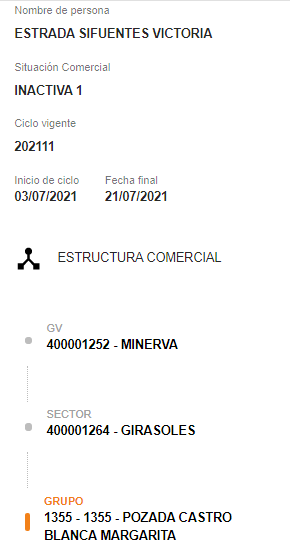 Nombre de persona
ESTRADA SIFUENTES VICTORIA
Situación Comercial
INACTIVA 1
Ciclo vigente
202111
Inicio de ciclo Fecha final
03/07/2021 21/07/2021
ESTRUCTURA COMERCIAL
GV
400001252 - MINERVA
SECTOR
400001264 - GIRASOLES
GRUPO
1355 - 1355 - POZADA CASTRO
BLANCA MARGARITA